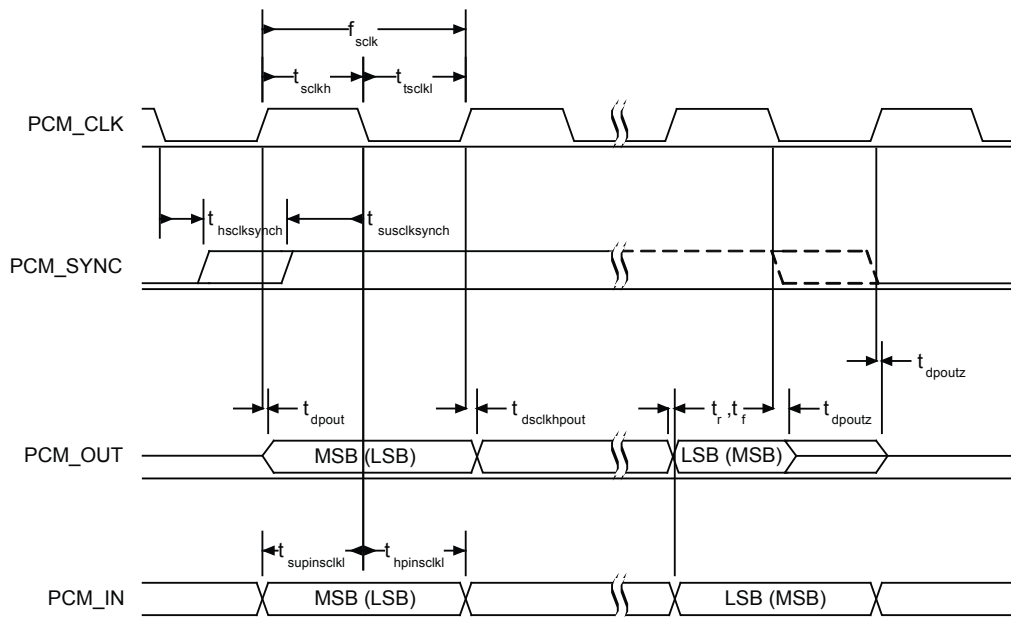 f sclk
t sclkh
t tsclkl
PCM_CLK
t hsclksynch
t susclksynch
PCM_SYNC
t dpoutz
t dpout
t dsclkhpout
t r ,t f
t dpoutz
PCM_OUT
MSB (LSB)
LSB (MSB)
t supinsclkl
t hpinsclkl
PCM_IN
MSB (LSB)
LSB (MSB)